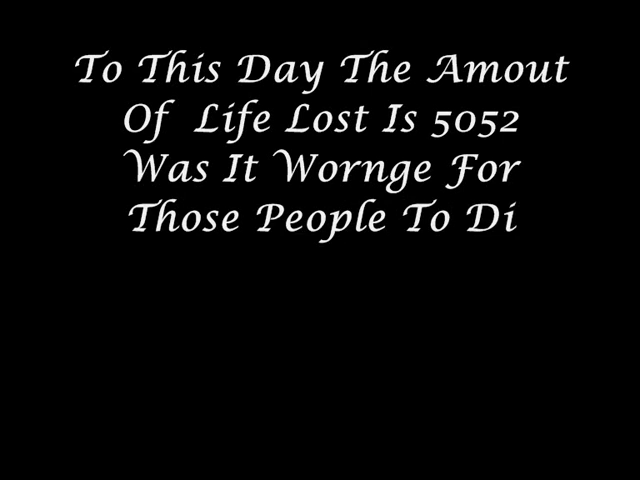 To This Day The Amout
Of Life Lost Is 5052
Was It Wornge For
Those People To Di